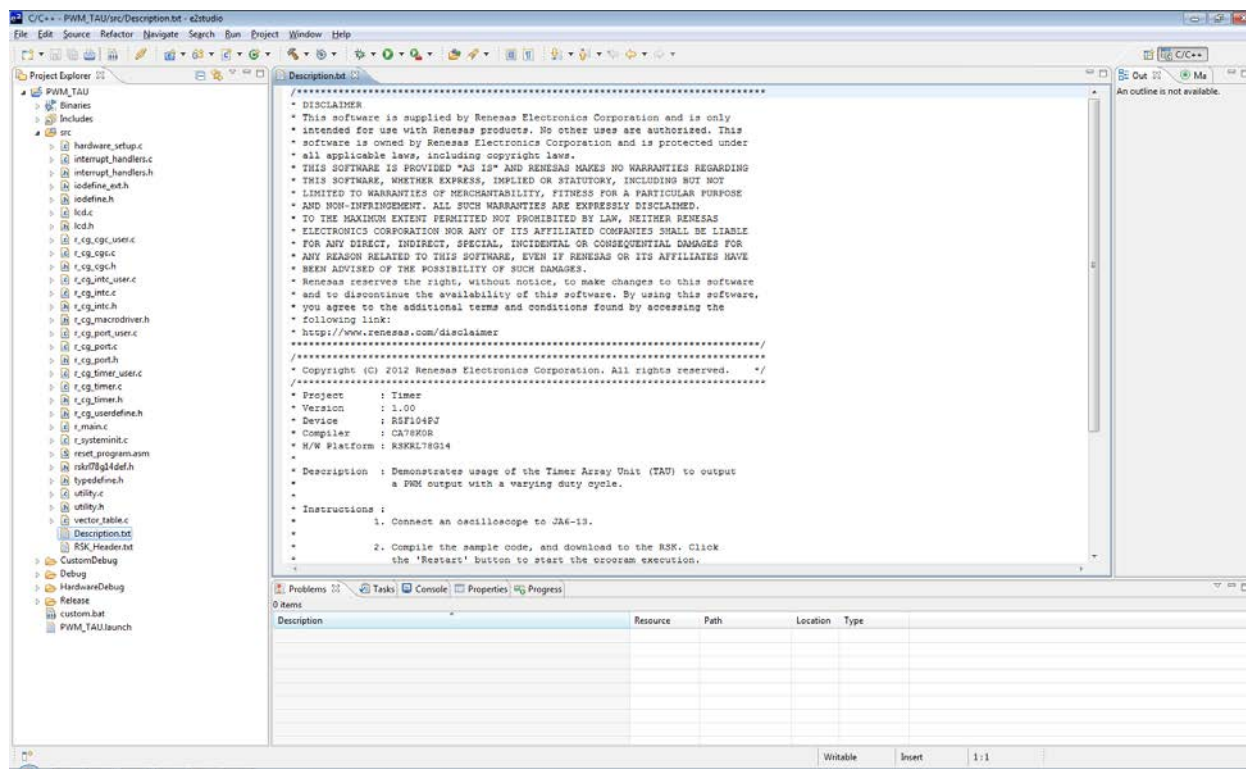 C/C++ - PWM_TAU/src/Description.txt - e2studio
File Edit Source Refactor Navigate Search Run Project Window Help
C/C++
Project Explorer
Description.txt
Out
Ma
An outline is not available.
PWM_TAU
Binaries
Includes
src
hardware_setup.c
interrupt_handlers.c
interrupt_handlers.h
iodefine_ext.h
iodefine.h
lcd.c
lcd.h
r_cg_cgc_user.c
r_cg_cgc.c
r_cg_cgc.h
r_cg_intc_user.c
r_cg_intc.c
r_cg_intc.h
r_cg_macrodriver.h
r_cg_port_user.c
r_cg_port.c
r_cg_port.h
r_cg_timer_user.c
r_cg_timer.c
r_cg_timer.h
r_cg_userdefine.h
r_main.c
r_systeminit.c
reset_program.asm
rskrl78g14def.h
typedefine.h
utility.c
utility.h
vector_table.c
Description.txt
RSK_Header.txt
CustomDebug
Debug
HardwareDebug
Release
custom.bat
PWM_TAU.launch
/*******************************************************************************
* DISCLAIMER
* This software is supplied by Renesas Electronics Corporation and is only
* intended for use with Renesas products. No other uses are authorized. This
* software is owned by Renesas Electronics Corporation and is protected under
* all applicable laws, including copyright laws.
* THIS SOFTWARE IS PROVIDED "AS IS" AND RENESAS MAKES NO WARRANTIES REGARDING
* THIS SOFTWARE, WHETHER EXPRESS, IMPLIED OR STATUTORY, INCLUDING BUT NOT
* LIMITED TO WARRANTIES OF MERCHANTABILITY, FITNESS FOR A PARTICULAR PURPOSE
* AND NON-INFRINGEMENT. ALL SUCH WARRANTIES ARE EXPRESSLY DISCLAIMED.
* TO THE MAXIMUM EXTENT PERMITTED NOT PROHIBITED BY LAW, NEITHER RENESAS
* ELECTRONICS CORPORATION NOR ANY OF ITS AFFILIATED COMPANIES SHALL BE LIABLE
* FOR ANY DIRECT, INDIRECT, SPECIAL, INCIDENTAL OR CONSEQUENTIAL DAMAGES FOR
* ANY REASON RELATED TO THIS SOFTWARE, EVEN IF RENESAS OR ITS AFFILIATES HAVE
* BEEN ADVISED OF THE POSSIBILITY OF SUCH DAMAGES.
* Renesas reserves the right, without notice, to make changes to this software
* and to discontinue the availability of this software. By using this software,
* you agree to the additional terms and conditions found by accessing the
* following link:
* http://www.renesas.com/disclaimer
*******************************************************************************/
/*******************************************************************************
* Copyright (C) 2012 Renesas Electronics Corporation. All rights reserved. */
/*******************************************************************************
* Project : Timer
* Version : 1.00
* Device : R5F104PJ
* Compiler : CA78K0R
* H/W Platform : RSKRL78G14
*
* Description : Demonstrates usage of the Timer Array Unit (TAU) to output
* a PWM output with a varying duty cycle.
*
* Instructions :
* 1. Connect an oscilloscope to JA6-13.
*
* 2. Compile the sample code, and download to the RSK. Click
* the 'Restart' button to start the program execution.
Problems Tasks Console Properties Progress
0 items
Description Resource Path Location Type
Writable Insert 1 : 1